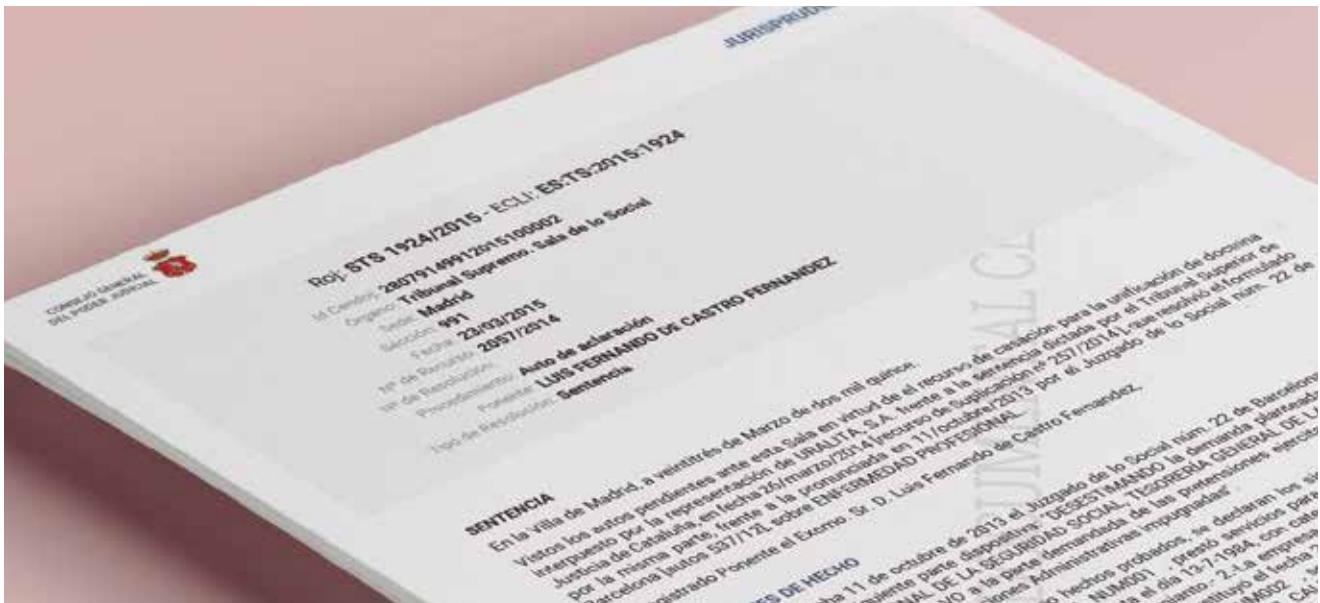 JURISPRUDE
CONSEJO GENERAL
DEL PODER JUDICIAL
Roj: STS 1924/2015 - ECLI: ES:TS:2015:1924
Id Cendoj: 28079149912015100002
Órgano: Tribunal Supremo. Sala de lo Social
Sede: Madrid
Sección: 991
Fecha: 23/03/2015
Nº de Recurso: 2057/2014
Nº de Resolución:
Procedimiento: Auto de aclaración
Ponente: LUIS FERNANDO DE CASTRO FERNANDEZ
Tipo de Resolución: Sentencia
SENTENCIA
En la Villa de Madrid, a veintitrés de Marzo de dos mil quince.
Vistos los autos pendientes ante esta Sala en virtud de el recurso de casación para la unificación de doctrina
interpuesto por la representación de URALITA, S.A. frente a la sentencia dictada por el Tribunal Superior de
Justicia de Cataluña, en fecha 26/marzo/2014 [recurso de Suplicación nº 257/2014], que resolvió el formulado
por la misma parte, frente a la pronunciada en 11/octubre/2013 por el Juzgado de lo Social núm. 22 de
Barcelona [autos 537/12], sobre ENFERMEDAD PROFESIONAL.
gistrado Ponente el Excmo. Sr. D. Luis Fernando de Castro Fernandez,
ES DE HECHO
ha 11 de octubre de 2013 el Juzgado de lo Social núm. 22 de Barcelona
uiente parte dispositiva: "DESESTIMANDO la demanda planteada
NAL DE LA SEGURIDAD SOCIAL, TESORERÍA GENERAL DE LA
VO a la parte demandada de las pretensiones ejercit
ones Administrativas impugnadas".
o hechos probados, se declaran los si
NUM001 , prestó servicios para
el día 13-7-1984, con cate
2.-La empresa